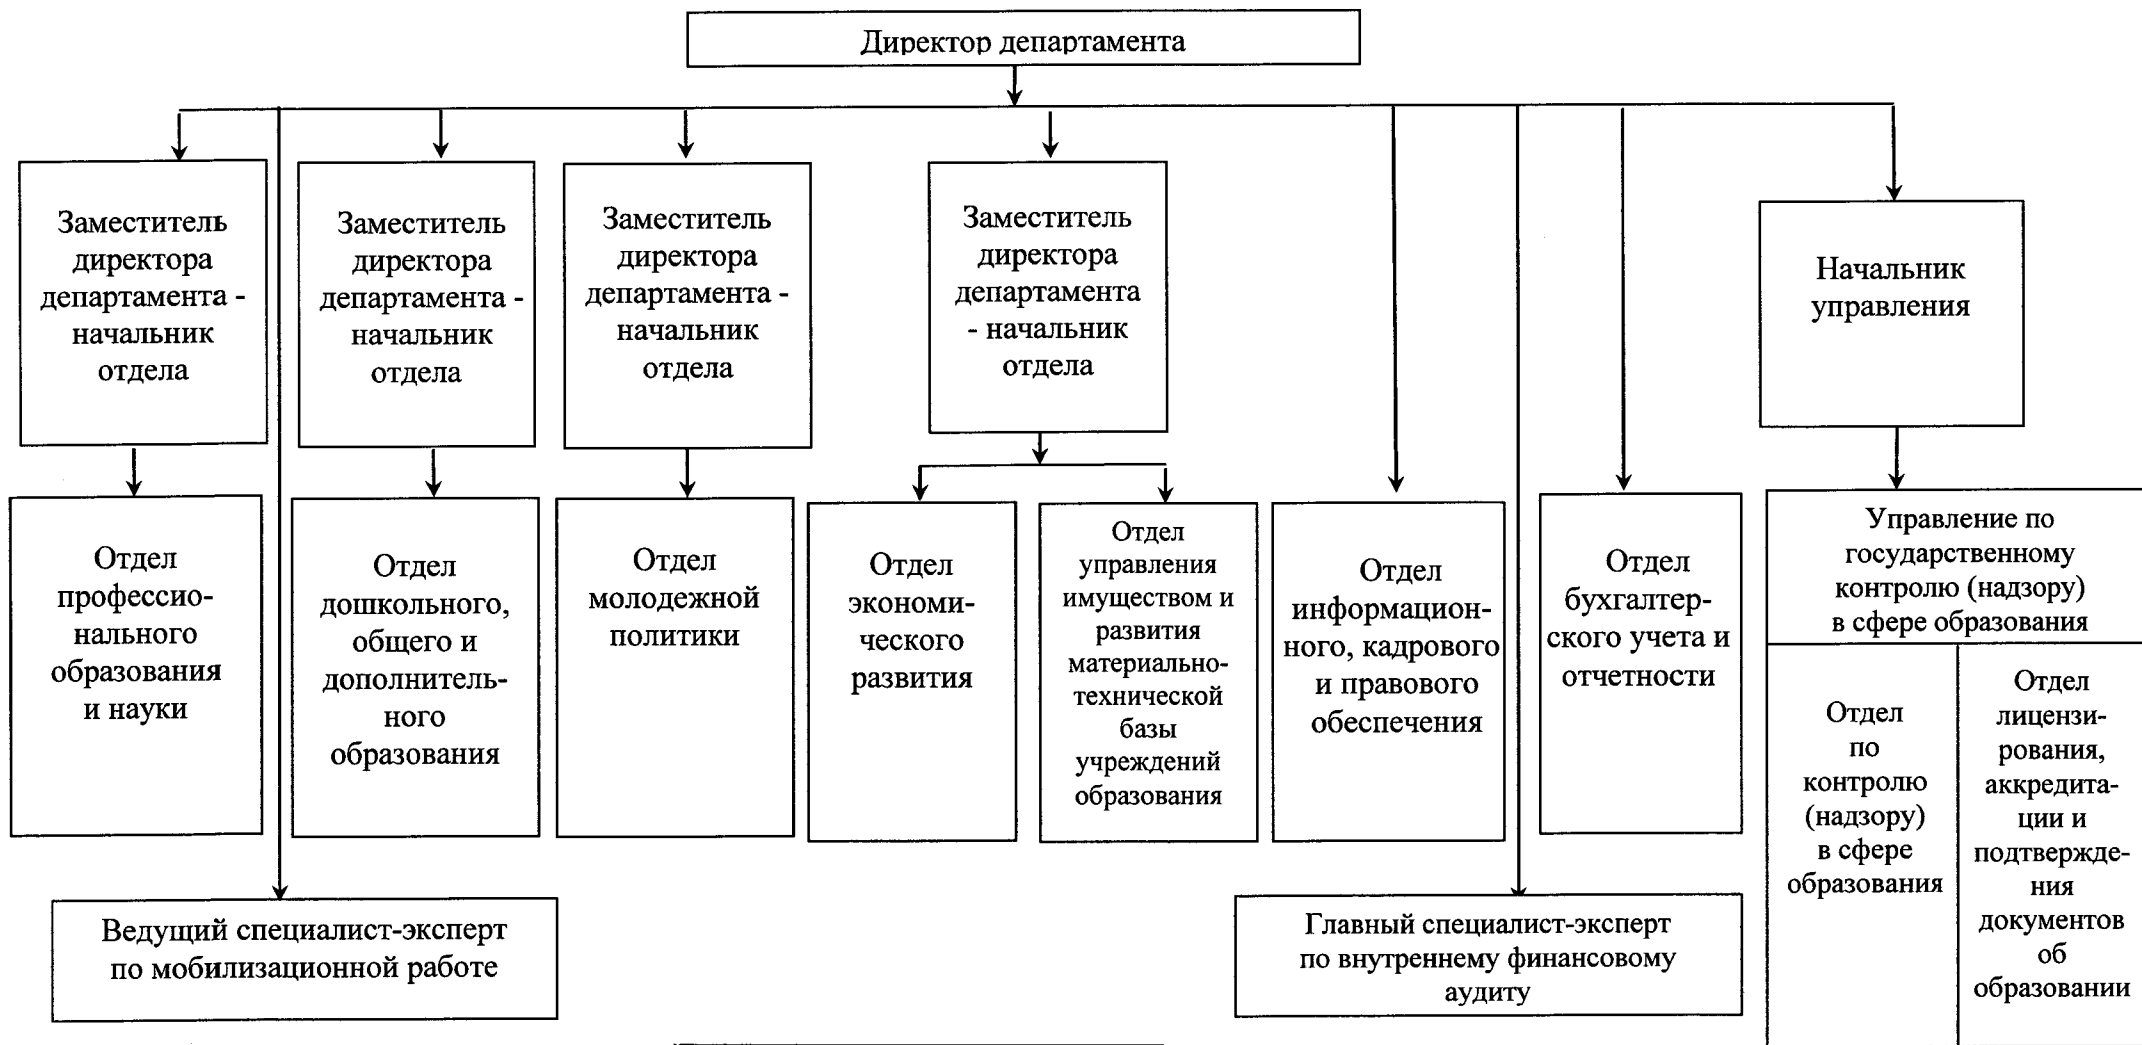 Директор департамента
Заместитель
директора
департамента -
начальник
отдела
Заместитель
директора
департамента -
начальник
отдела
Заместитель
директора
департамента -
начальник
отдела
Заместитель
директора
департамента
- начальник
отдела
Начальник
управления
Отдел
профессио-
нального
образования
и науки
Отдел
дошкольного,
общего и
дополнитель-
ного
образования
Отдел
молодежной
политики
Отдел
экономи-
ческого
развития
Отдел
управления
имуществом и
развития
материально-
технической
базы
учреждений
образования
Отдел
информацион-
ного, кадрового
и правового
обеспечения
Отдел
бухгалтер-
ского учета и
отчетности
Управление по
государственному
контролю (надзору)
в сфере образования
Отдел
по
контролю
(надзору)
в сфере
образования
Отдел
лицензи-
рования,
аккредита-
ции и
подтвержде-
ния
документов
об
образовании
Ведущий специалист-эксперт
по мобилизационной работе
Главный специалист-эксперт
по внутреннему финансовому
аудиту